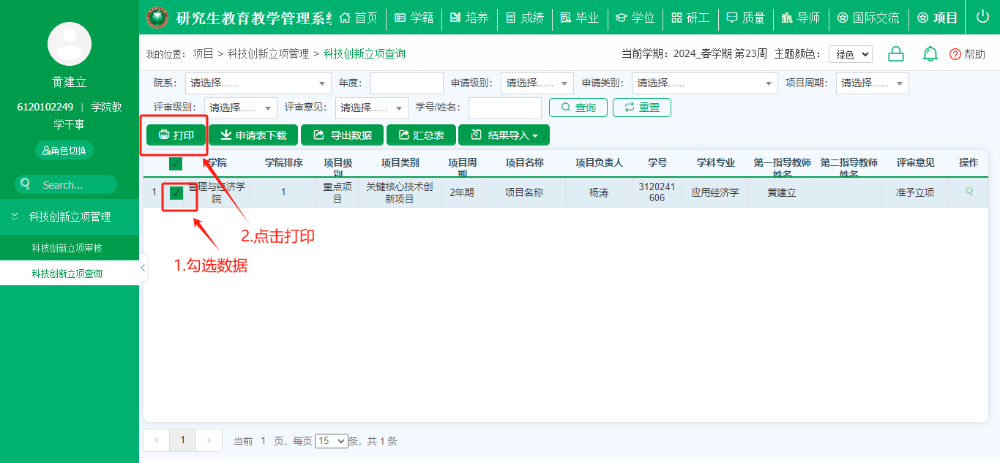 研究生教育教学管理系统 首页 学籍 培养 成绩 毕业 学位 研工 质量 导师 国际交流 项目
黄建立
6120102249 | 学院教
学干事
角色切换
Search...
科技创新立项管理
科技创新立项审核
科技创新立项查询
我的位置： 项目 > 科技创新立项管理 > 科技创新立项查询 当前学期：2024_春学期 第23周 主题颜色： 绿色 帮助
院系： 请选择...... 年度： 申请级别： 请选择...... 申请类别： 请选择...... 项目周期： 请选择......
评审级别： 请选择...... 评审意见： 请选择...... 学号/姓名： 查询 重置
打印 申请表下载 导出数据 汇总表 结果导入
学院 学院排序 项目级别 项目类别 项目周期 项目名称 项目负责人 学号 学科专业 第一指导教师姓名 第二指导教师姓名 评审意见 操作
1 管理与经济学院 1 重点项目 关键核心技术创新项目 2年期 项目名称 杨涛 3120241606 应用经济学 黄建立 准予立项
2.点击打印
1.勾选数据
< 1 > 当前 1 页，每页 15 条，共 1 条